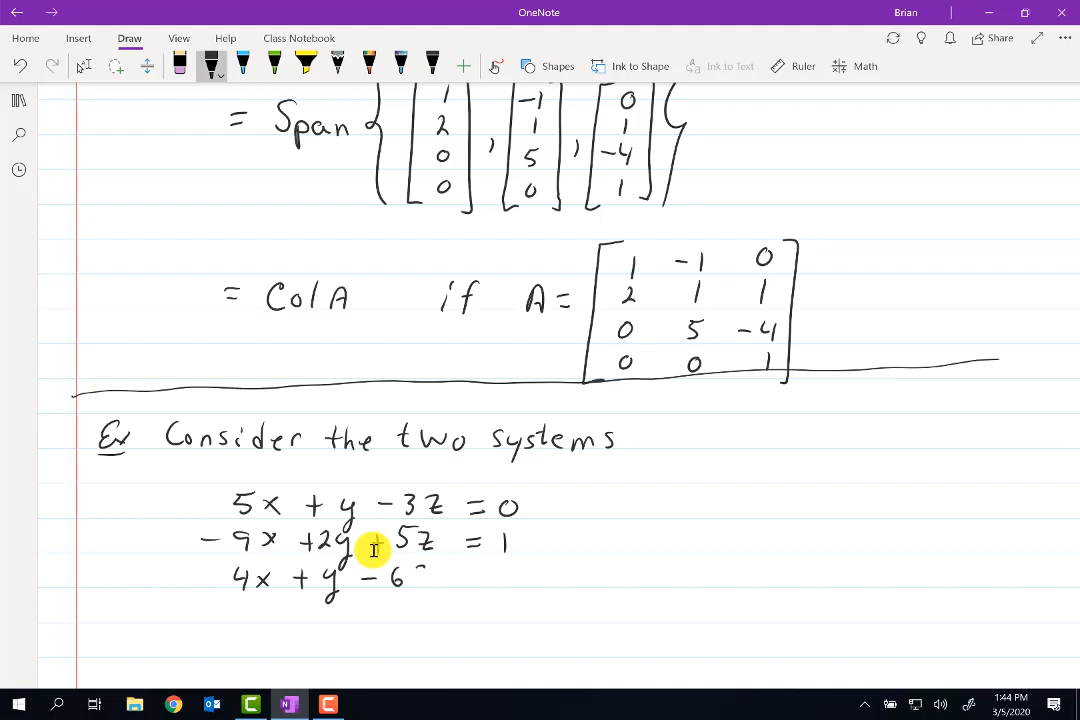 OneNote
Brian
Home Insert Draw View Help Class Notebook Share
Shapes Ink to Shape Ink to Text Ruler Math
= Span { [1 2 0 0], [-1 1 5 0], [0 1 -4 1] }
= Col A if A = [
1 -1 0
2 1 1
0 5 -4
0 0 1
]
Ex Consider the two systems
5x + y - 3z = 0
-9x + 2y + 5z = 1
4x + y - 6
1:44 PM
3/5/2020